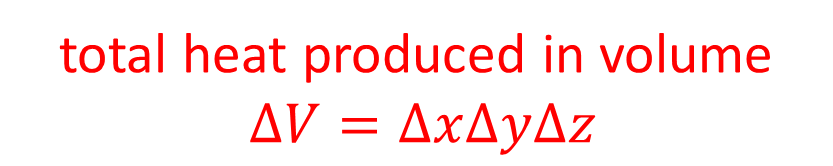 total heat produced in volume
Δ𝑉 = Δ𝑥Δ𝑦Δ𝑧